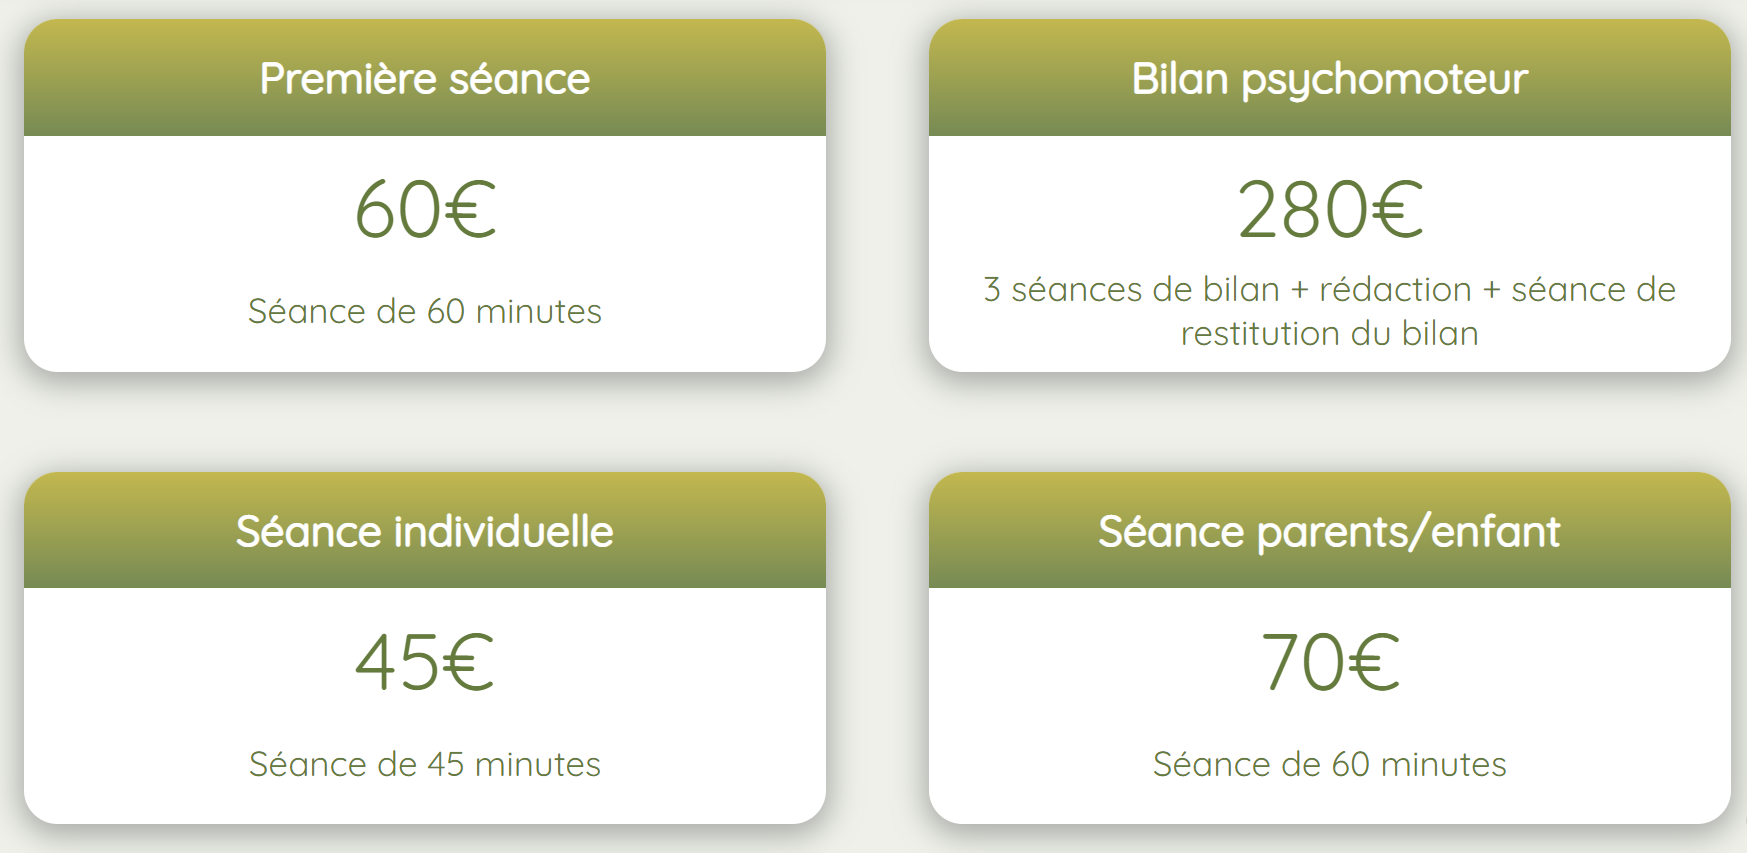 Première séance
60€
Séance de 60 minutes
Bilan psychomoteur
280€
3 séances de bilan + rédaction + séance de
restitution du bilan
Séance individuelle
45€
Séance de 45 minutes
Séance parents/enfant
70€
Séance de 60 minutes